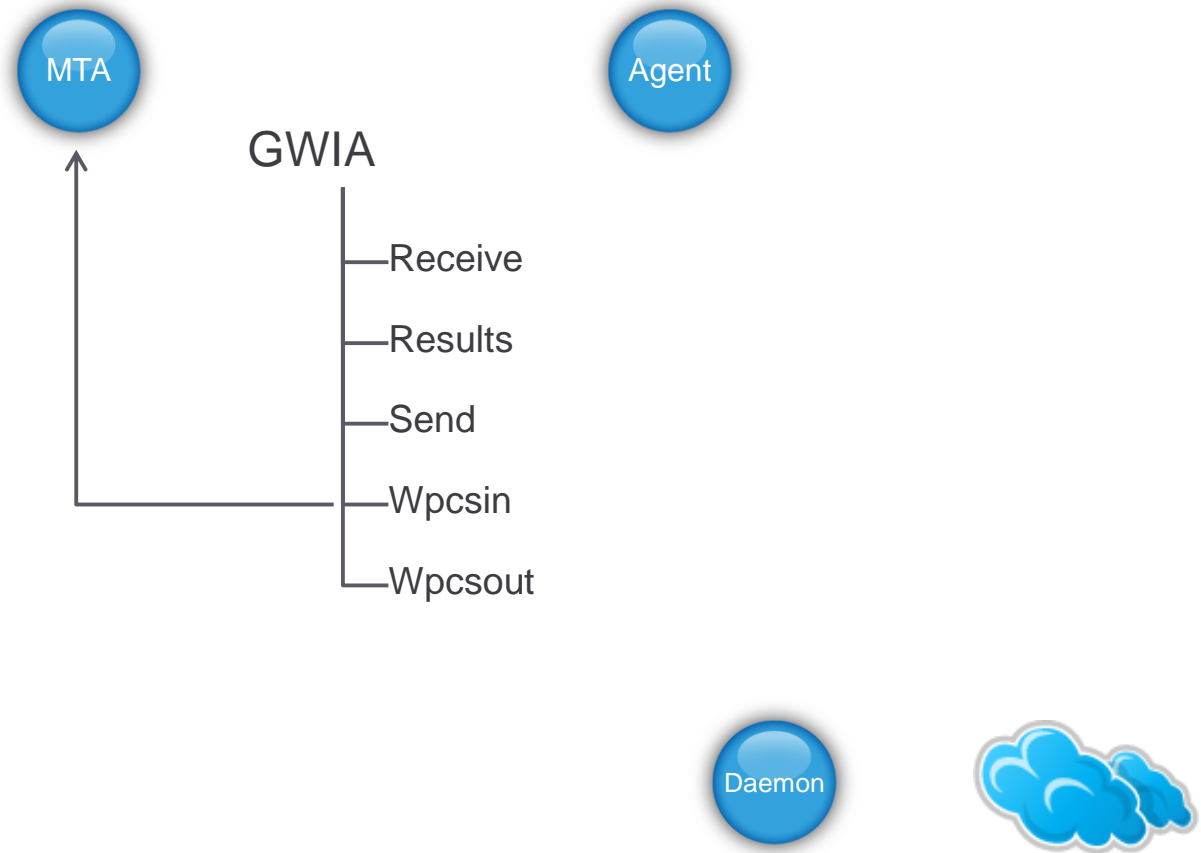 MTA
Agent
GWIA
Receive
Results
Send
Wpcsin
Wpcsout
Daemon